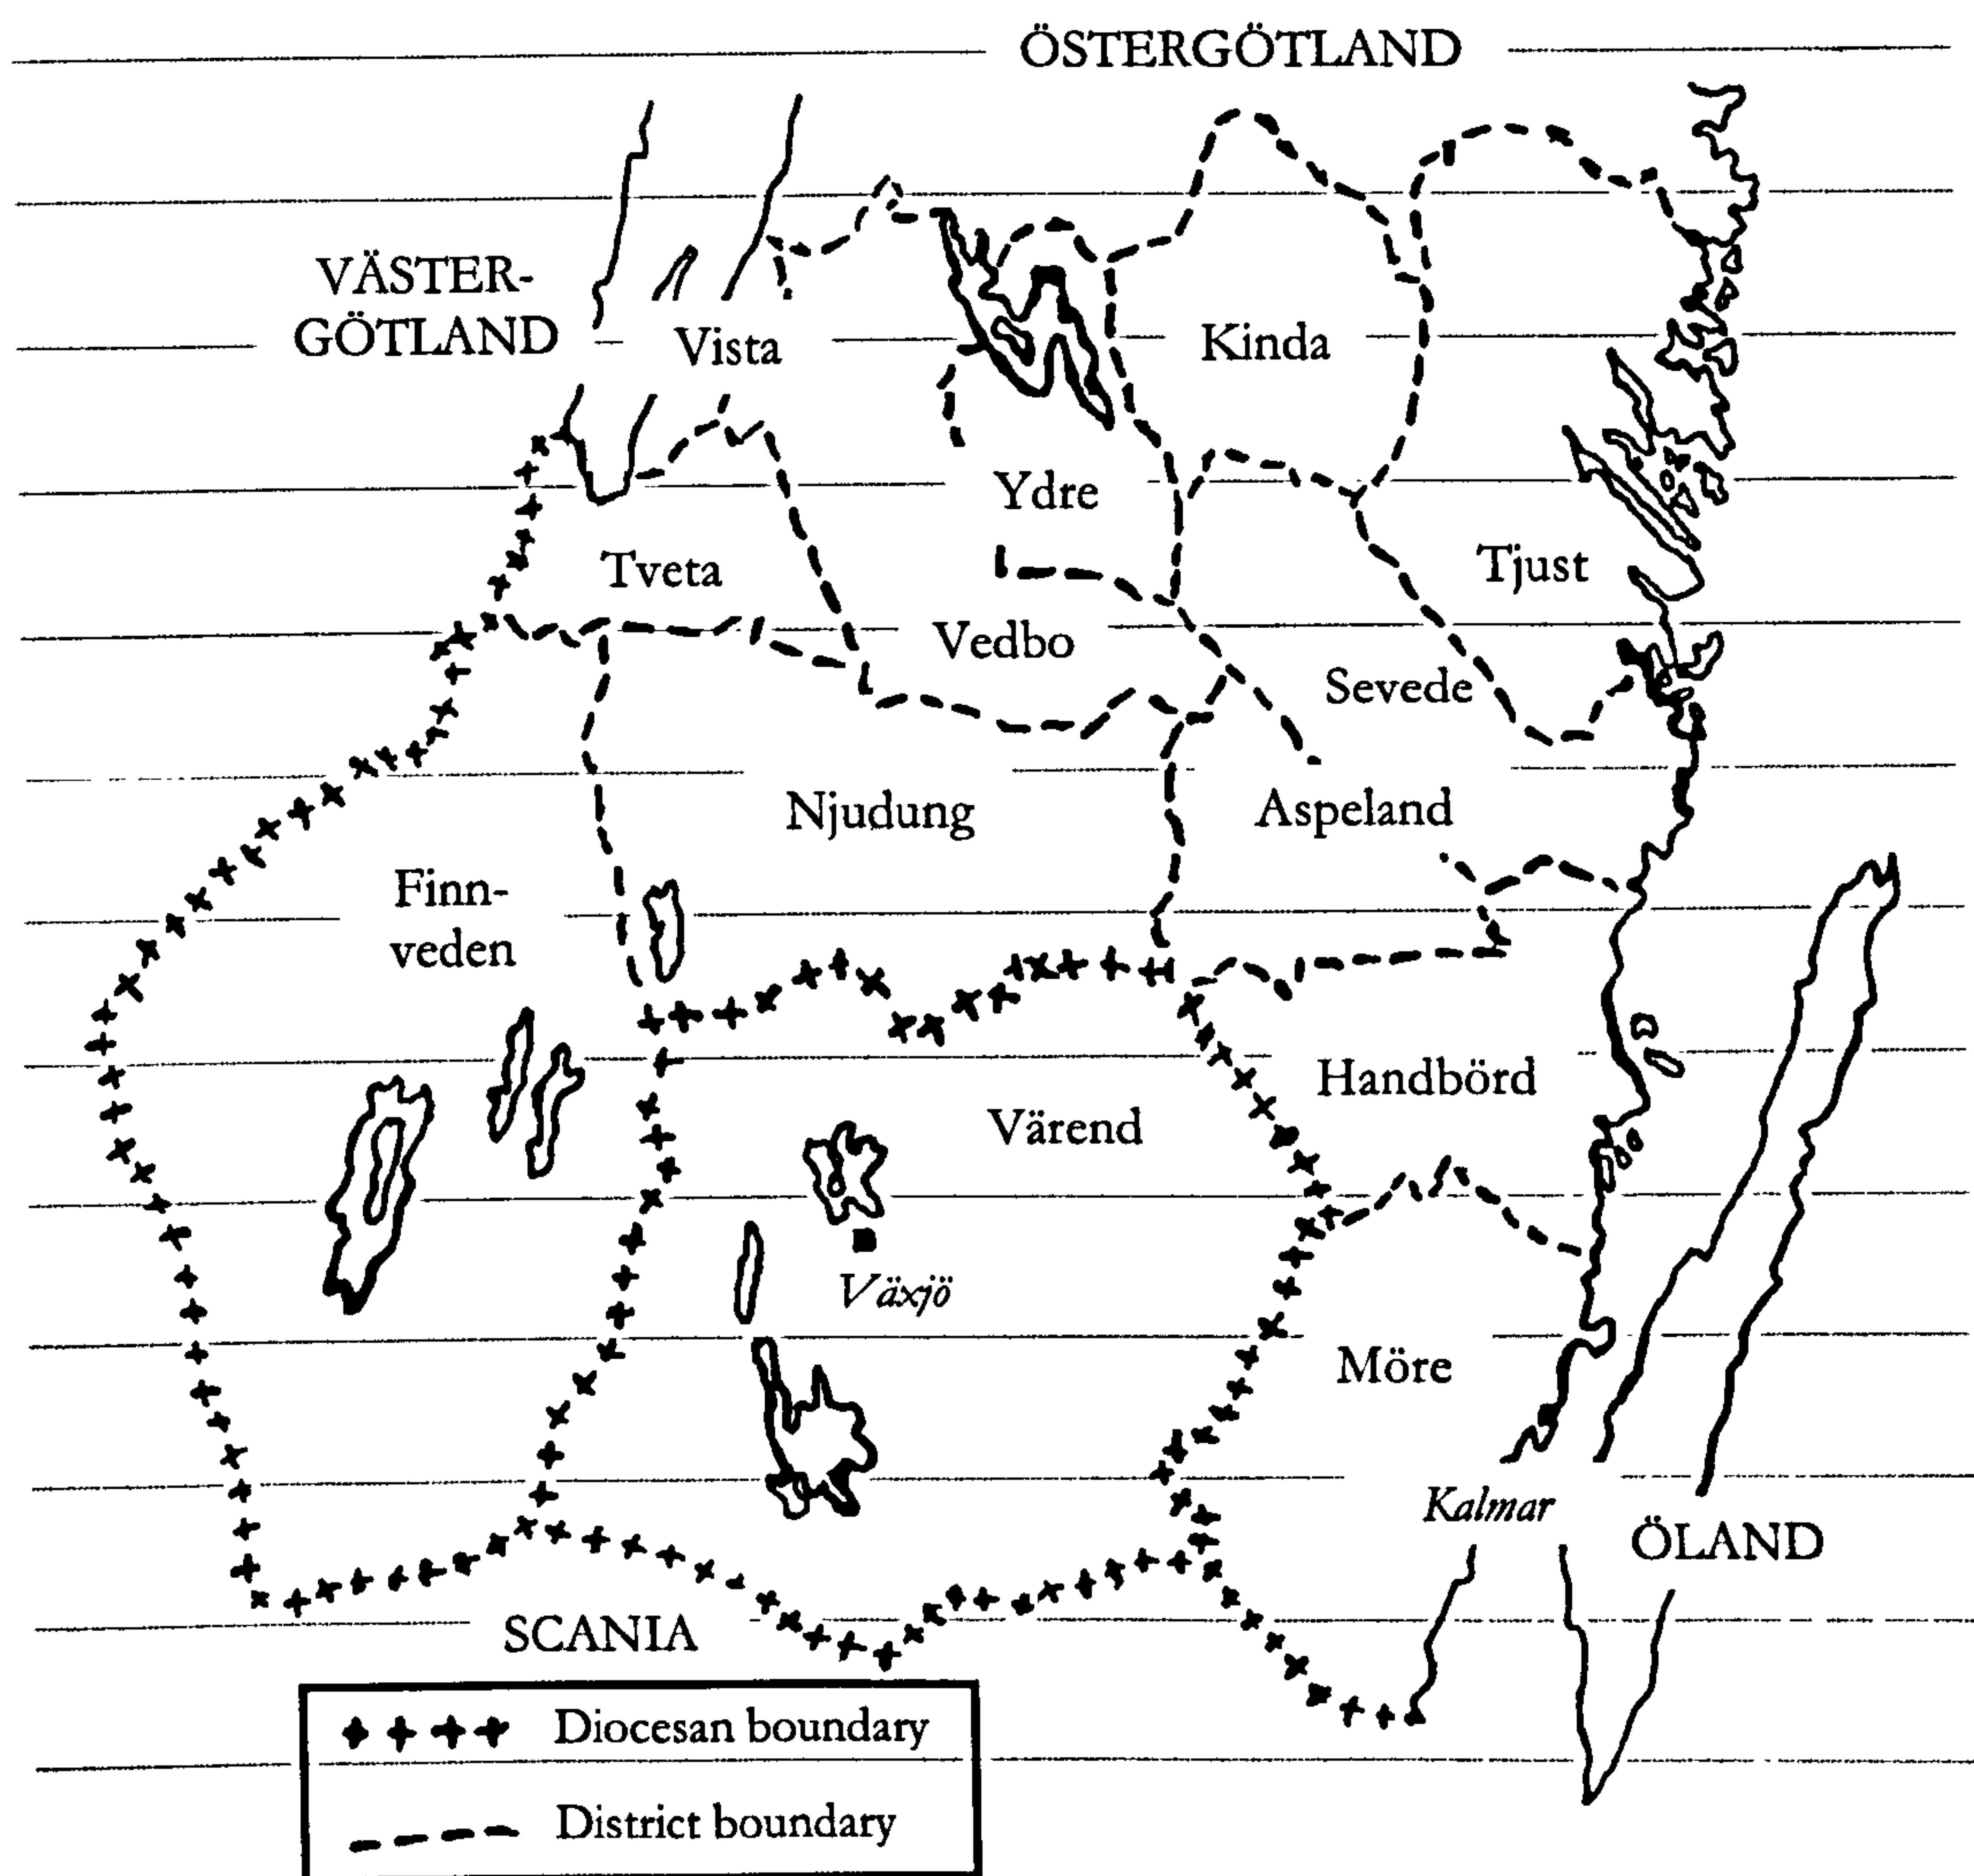 ÖSTERGÖTLAND
VÄSTER-
GÖTLAND
Vista
Kinda
Ydre
Tveta
Tjust
Vedbo
Sevede
Njudung
Aspeland
Finn-
veden
Handbörd
Värend
Växjö
Möre
Kalmar
ÖLAND
SCANIA
Diocesan boundary
District boundary